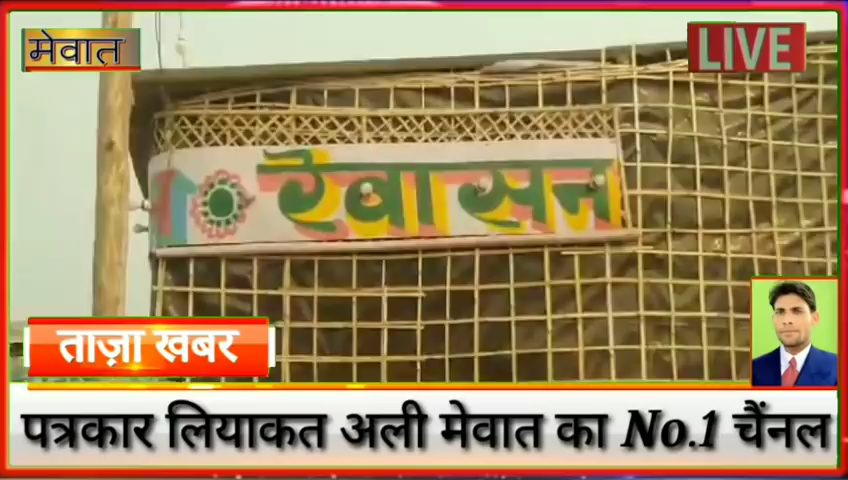 मेवात
LIVE
रेवासन
ताज़ा खबर
पत्रकार लियाकत अली मेवात का No.1 चैंनल